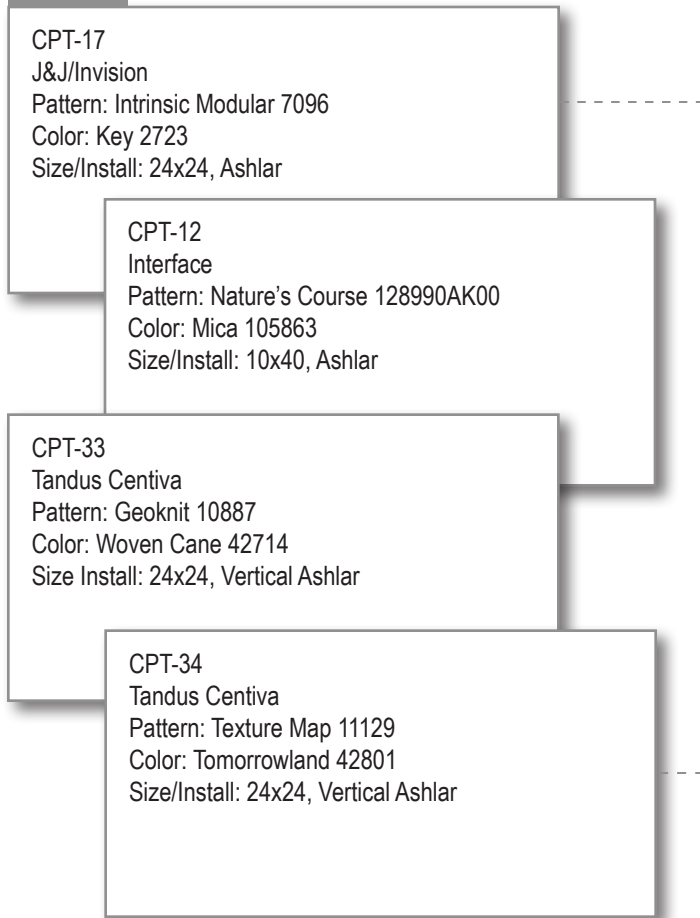 CPT-17
J&J/Invision
Pattern: Intrinsic Modular 7096
Color: Key 2723
Size/Install: 24x24, Ashlar
CPT-12
Interface
Pattern: Nature's Course 128990AK00
Color: Mica 105863
Size/Install: 10x40, Ashlar
CPT-33
Tandus Centiva
Pattern: Geoknit 10887
Color: Woven Cane 42714
Size Install: 24x24, Vertical Ashlar
CPT-34
Tandus Centiva
Pattern: Texture Map 11129
Color: Tomorrowland 42801
Size/Install: 24x24, Vertical Ashlar